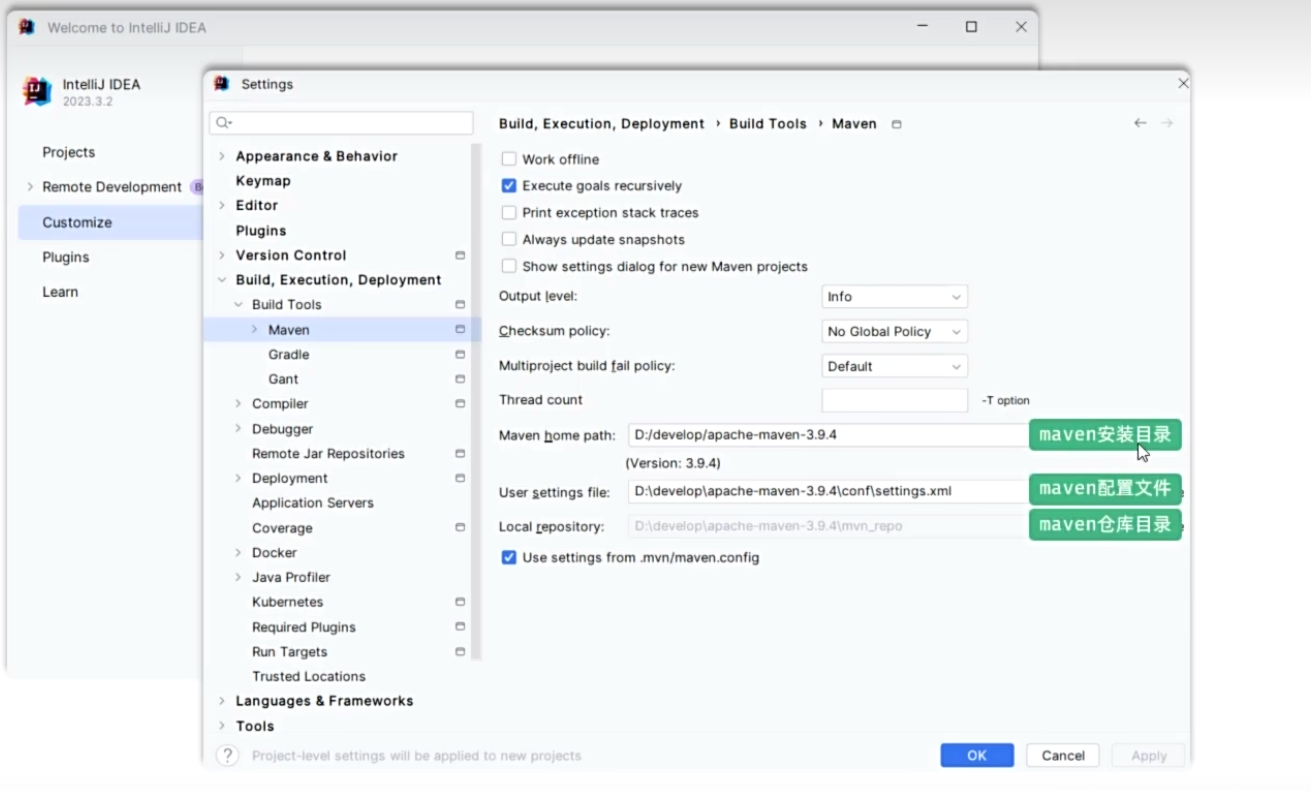 Welcome to IntelliJ IDEA
IntelliJ IDEA
2023.3.2
Projects
Remote Development
Customize
Plugins
Learn
Settings
Appearance & Behavior
Keymap
Editor
Plugins
Version Control
Build, Execution, Deployment
Build Tools
Maven
Gradle
Gant
Compiler
Debugger
Remote Jar Repositories
Deployment
Application Servers
Coverage
Docker
Java Profiler
Kubernetes
Required Plugins
Run Targets
Trusted Locations
Languages & Frameworks
Tools
Build, Execution, Deployment › Build Tools › Maven
Work offline
Execute goals recursively
Print exception stack traces
Always update snapshots
Show settings dialog for new Maven projects
Output level: Info
Checksum policy: No Global Policy
Multiproject build fail policy: Default
Thread count -T option
Maven home path: D:/develop/apache-maven-3.9.4 maven安装目录
(Version: 3.9.4)
User settings file: D:\develop\apache-maven-3.9.4\conf\settings.xml maven配置文件
Local repository: D:\develop\apache-maven-3.9.4\mvn_repo maven仓库目录
Use settings from .mvn/maven.config
? Project-level settings will be applied to new projects
OK Cancel Apply